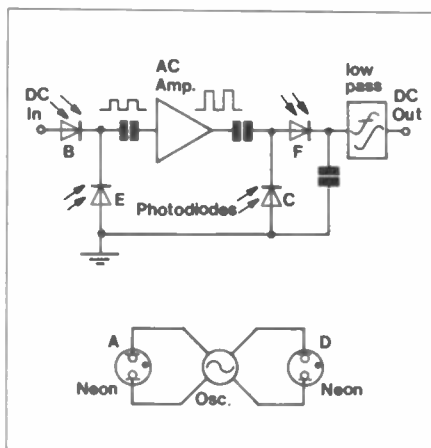 AC
Amp.
low
pass
DC
In
DC
Out
B
F
E
Photodiodes
C
A
D
Neon
Osc.
Neon